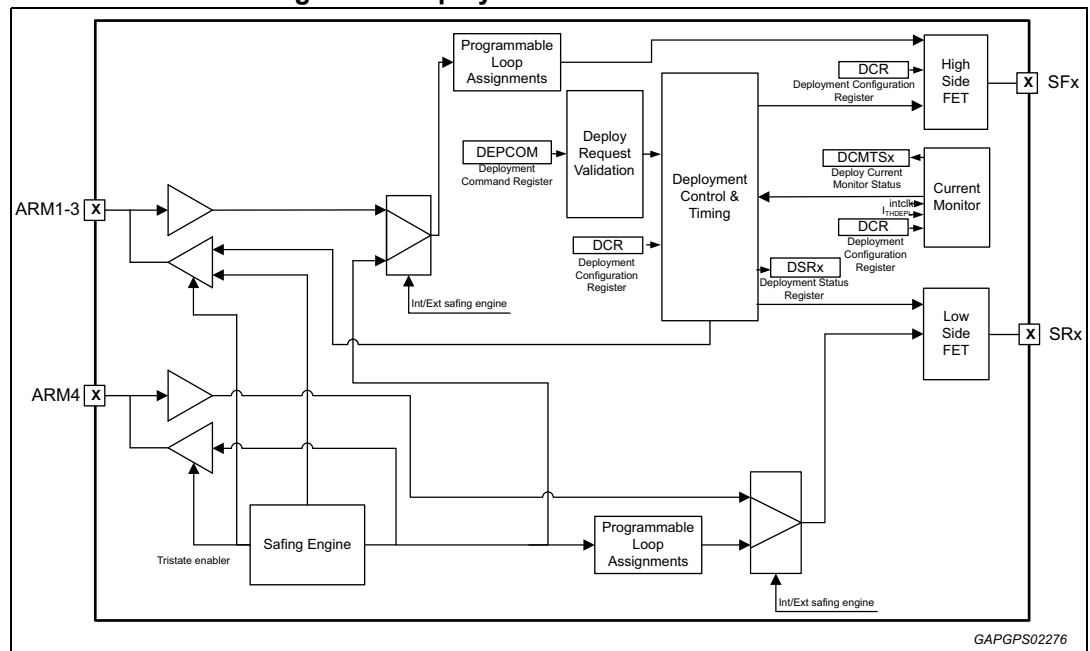 Programmable
Loop
Assignments
DCR
Deployment Configuration
Register
High
Side
FET
X
SFx
DEPCOM
Deployment
Command Register
Deploy
Request
Validation
Deployment
Control &
Timing
DCMTSx
Deploy Current
Monitor Status
intclk
ITHDEPL
Current
Monitor
DCR
Deployment
Configuration
Register
ARM1-3
X
DCR
Deployment
Configuration
Register
DSRx
Deployment Status
Register
Int/Ext safing engine
Low
Side
FET
X
SRx
ARM4
X
Safing Engine
Tristate enabler
Programmable
Loop
Assignments
Int/Ext safing engine
GAPGPS02276